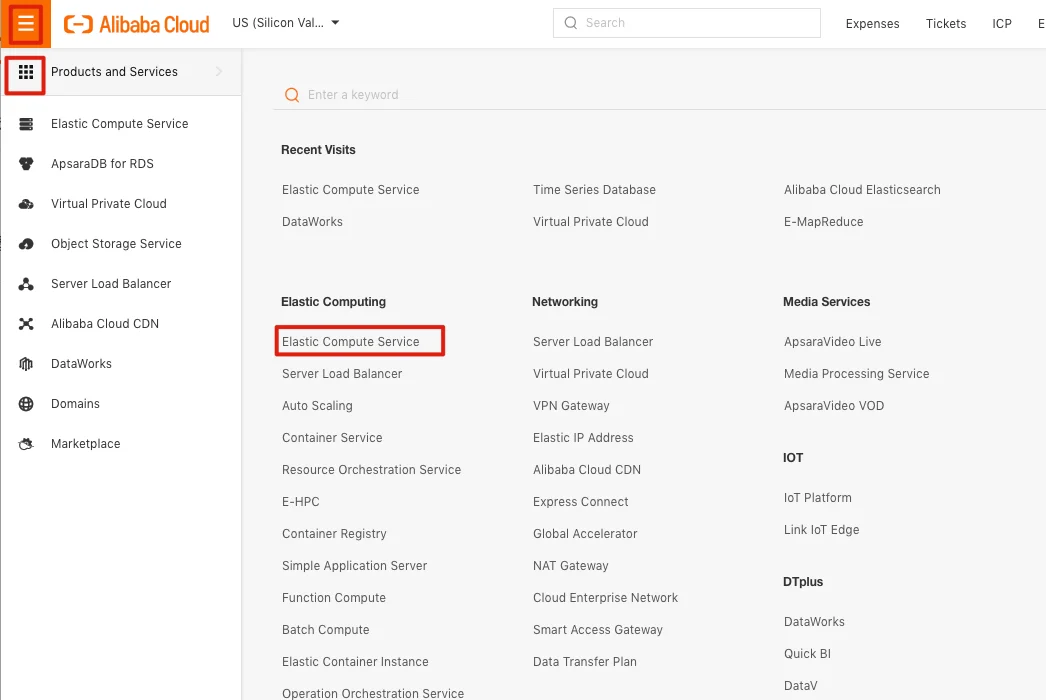 Alibaba Cloud
US (Silicon Val...
Search
Expenses
Tickets
ICP
E
Products and Services
Elastic Compute Service
ApsaraDB for RDS
Virtual Private Cloud
Object Storage Service
Server Load Balancer
Alibaba Cloud CDN
DataWorks
Domains
Marketplace
Enter a keyword
Recent Visits
Elastic Compute Service
Time Series Database
Alibaba Cloud Elasticsearch
DataWorks
Virtual Private Cloud
E-MapReduce
Elastic Computing
Elastic Compute Service
Server Load Balancer
Auto Scaling
Container Service
Resource Orchestration Service
E-HPC
Container Registry
Simple Application Server
Function Compute
Batch Compute
Elastic Container Instance
Operation Orchestration Service
Networking
Server Load Balancer
Virtual Private Cloud
VPN Gateway
Elastic IP Address
Alibaba Cloud CDN
Express Connect
Global Accelerator
NAT Gateway
Cloud Enterprise Network
Smart Access Gateway
Data Transfer Plan
Media Services
ApsaraVideo Live
Media Processing Service
ApsaraVideo VOD
IOT
IoT Platform
Link IoT Edge
DTplus
DataWorks
Quick BI
DataV